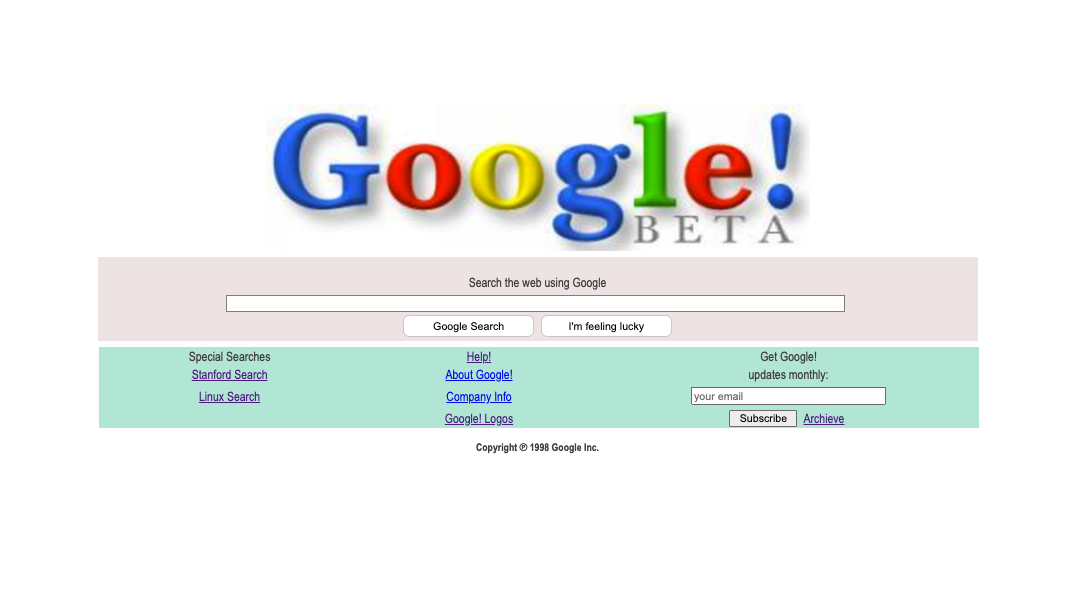 Google!
BETA
Search the web using Google
Google Search I'm feeling lucky
Special Searches Help! Get Google!
Stanford Search About Google! updates monthly:
Linux Search Company Info your email
Google! Logos Subscribe Archieve
Copyright ℗ 1998 Google Inc.